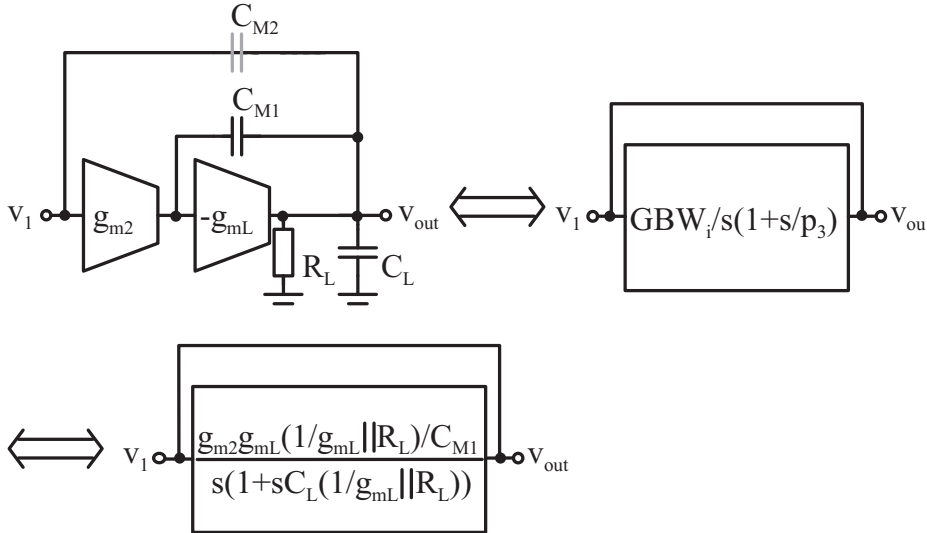 C_M2
C_M1
v_1 g_m2 -g_mL v_out
R_L C_L
v_1 GBW_i/s(1+s/p_3) v_ou
v_1 g_m2g_mL(1/g_mL||R_L)/C_M1 v_out
s(1+sC_L(1/g_mL||R_L))